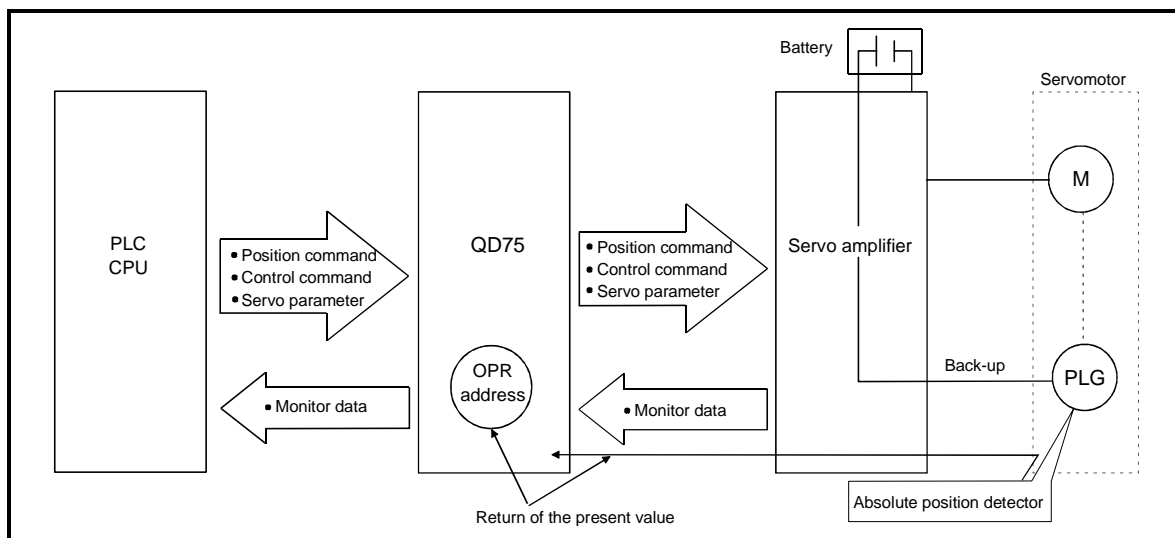 Battery
Servomotor
M
PLC
CPU
• Position command
• Control command
• Servo parameter
QD75
• Position command
• Control command
• Servo parameter
Servo amplifier
OPR
address
• Monitor data
• Monitor data
Back-up
PLG
Absolute position detector
Return of the present value